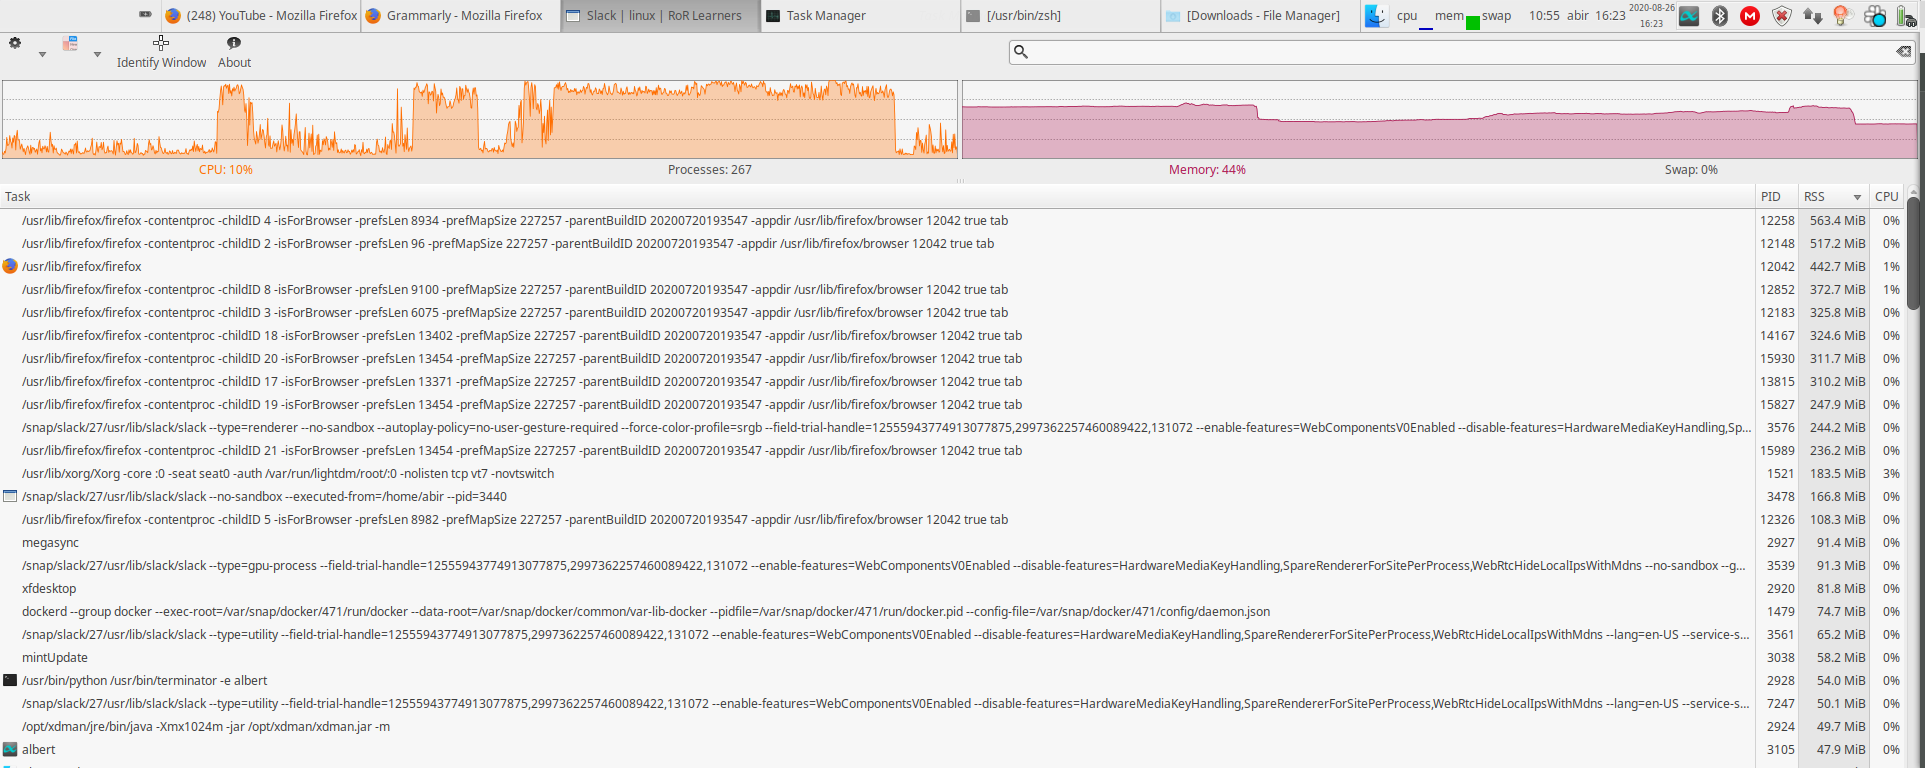 (248) YouTube - Mozilla Firefox Grammarly - Mozilla Firefox Slack | linux | RoR Learners Task Manager [/usr/bin/zsh] [Downloads - File Manager] cpu mem swap 10:55 abir 16:23 2020-08-26
16:23
Identify Window About
CPU: 10% Processes: 267 Memory: 44% Swap: 0%
Task PID RSS CPU
/usr/lib/firefox/firefox -contentproc -childID 4 -isForBrowser -prefsLen 8934 -prefMapSize 227257 -parentBuildID 20200720193547 -appdir /usr/lib/firefox/browser 12042 true tab 12258 563.4 MiB 0%
/usr/lib/firefox/firefox -contentproc -childID 2 -isForBrowser -prefsLen 96 -prefMapSize 227257 -parentBuildID 20200720193547 -appdir /usr/lib/firefox/browser 12042 true tab 12148 517.2 MiB 0%
/usr/lib/firefox/firefox 12042 442.7 MiB 1%
/usr/lib/firefox/firefox -contentproc -childID 8 -isForBrowser -prefsLen 9100 -prefMapSize 227257 -parentBuildID 20200720193547 -appdir /usr/lib/firefox/browser 12042 true tab 12852 372.7 MiB 1%
/usr/lib/firefox/firefox -contentproc -childID 3 -isForBrowser -prefsLen 6075 -prefMapSize 227257 -parentBuildID 20200720193547 -appdir /usr/lib/firefox/browser 12042 true tab 12183 325.8 MiB 0%
/usr/lib/firefox/firefox -contentproc -childID 18 -isForBrowser -prefsLen 13402 -prefMapSize 227257 -parentBuildID 20200720193547 -appdir /usr/lib/firefox/browser 12042 true tab 14167 324.6 MiB 0%
/usr/lib/firefox/firefox -contentproc -childID 20 -isForBrowser -prefsLen 13454 -prefMapSize 227257 -parentBuildID 20200720193547 -appdir /usr/lib/firefox/browser 12042 true tab 15930 311.7 MiB 0%
/usr/lib/firefox/firefox -contentproc -childID 17 -isForBrowser -prefsLen 13371 -prefMapSize 227257 -parentBuildID 20200720193547 -appdir /usr/lib/firefox/browser 12042 true tab 13815 310.2 MiB 0%
/usr/lib/firefox/firefox -contentproc -childID 19 -isForBrowser -prefsLen 13454 -prefMapSize 227257 -parentBuildID 20200720193547 -appdir /usr/lib/firefox/browser 12042 true tab 15827 247.9 MiB 0%
/snap/slack/27/usr/lib/slack/slack --type=renderer --no-sandbox --autoplay-policy=no-user-gesture-required --force-color-profile=srgb --field-trial-handle=12555943774913077875,2997362257460089422,131072 --enable-features=WebComponentsV0Enabled --disable-features=HardwareMediaKeyHandling,Sp... 3576 244.2 MiB 0%
/usr/lib/firefox/firefox -contentproc -childID 21 -isForBrowser -prefsLen 13454 -prefMapSize 227257 -parentBuildID 20200720193547 -appdir /usr/lib/firefox/browser 12042 true tab 15989 236.2 MiB 0%
/usr/lib/xorg/Xorg -core :0 -seat seat0 -auth /var/run/lightdm/root/:0 -nolisten tcp vt7 -novtswitch 1521 183.5 MiB 3%
/snap/slack/27/usr/lib/slack/slack --no-sandbox --executed-from=/home/abir --pid=3440 3478 166.8 MiB 0%
/usr/lib/firefox/firefox -contentproc -childID 5 -isForBrowser -prefsLen 8982 -prefMapSize 227257 -parentBuildID 20200720193547 -appdir /usr/lib/firefox/browser 12042 true tab 12326 108.3 MiB 0%
megasync 2927 91.4 MiB 0%
/snap/slack/27/usr/lib/slack/slack --type=gpu-process --field-trial-handle=12555943774913077875,2997362257460089422,131072 --enable-features=WebComponentsV0Enabled --disable-features=HardwareMediaKeyHandling,SpareRendererForSitePerProcess,WebRtcHideLocalIpsWithMdns --no-sandbox --g... 3539 91.3 MiB 0%
xfdesktop 2920 81.8 MiB 0%
dockerd --group docker --exec-root=/var/snap/docker/471/run/docker --data-root=/var/snap/docker/common/var-lib-docker --pidfile=/var/snap/docker/471/run/docker.pid --config-file=/var/snap/docker/471/config/daemon.json 1479 74.7 MiB 0%
/snap/slack/27/usr/lib/slack/slack --type=utility --field-trial-handle=12555943774913077875,2997362257460089422,131072 --enable-features=WebComponentsV0Enabled --disable-features=HardwareMediaKeyHandling,SpareRendererForSitePerProcess,WebRtcHideLocalIpsWithMdns --lang=en-US --service-s... 3561 65.2 MiB 0%
mintUpdate 3038 58.2 MiB 0%
/usr/bin/python /usr/bin/terminator -e albert 2928 54.0 MiB 0%
/snap/slack/27/usr/lib/slack/slack --type=utility --field-trial-handle=12555943774913077875,2997362257460089422,131072 --enable-features=WebComponentsV0Enabled --disable-features=HardwareMediaKeyHandling,SpareRendererForSitePerProcess,WebRtcHideLocalIpsWithMdns --lang=en-US --service-s... 7247 50.1 MiB 0%
/opt/xdman/jre/bin/java -Xmx1024m -jar /opt/xdman/xdman.jar -m 2924 49.7 MiB 0%
albert 3105 47.9 MiB 0%